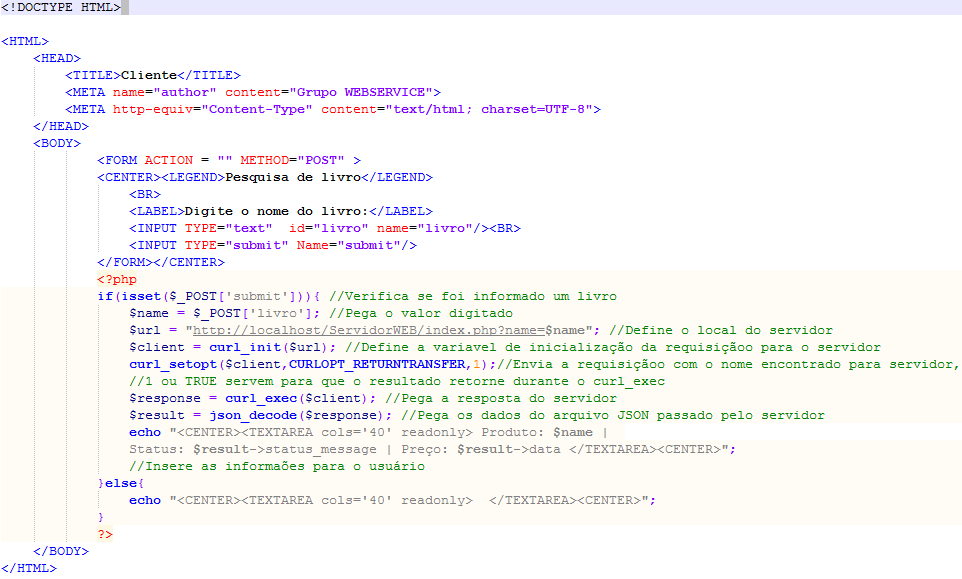 <!DOCTYPE HTML>
<HTML>
<HEAD>
<TITLE>Cliente</TITLE>
<META name="author" content="Grupo WEBSERVICE">
<META http-equiv="Content-Type" content="text/html; charset=UTF-8">
</HEAD>
<BODY>
<FORM ACTION = "" METHOD="POST" >
<CENTER><LEGEND>Pesquisa de livro</LEGEND>
<BR>
<LABEL>Digite o nome do livro:</LABEL>
<INPUT TYPE="text"  id="livro" name="livro"/><BR>
<INPUT TYPE="submit" Name="submit"/>
</FORM></CENTER>
<?php
if(isset($_POST['submit'])){ //Verifica se foi informado um livro
$name = $_POST['livro']; //Pega o valor digitado
$url = "http://localhost/ServidorWEB/index.php?name=$name"; //Define o local do servidor
$client = curl_init($url); //Define a variavel de inicialização da requisiçãoo para o servidor
curl_setopt($client,CURLOPT_RETURNTRANSFER,1);//Envia a requisiçãoo com o nome encontrado para servidor,
//1 ou TRUE servem para que o resultado retorne durante o curl_exec
$response = curl_exec($client); //Pega a resposta do servidor
$result = json_decode($response); //Pega os dados do arquivo JSON passado pelo servidor
echo "<CENTER><TEXTAREA cols='40' readonly> Produto: $name |
Status: $result->status_message | Preço: $result->data </TEXTAREA><CENTER>";
//Insere as informaões para o usuário
}else{
echo "<CENTER><TEXTAREA cols='40' readonly>  </TEXTAREA><CENTER>";
}
?>
</BODY>
</HTML>